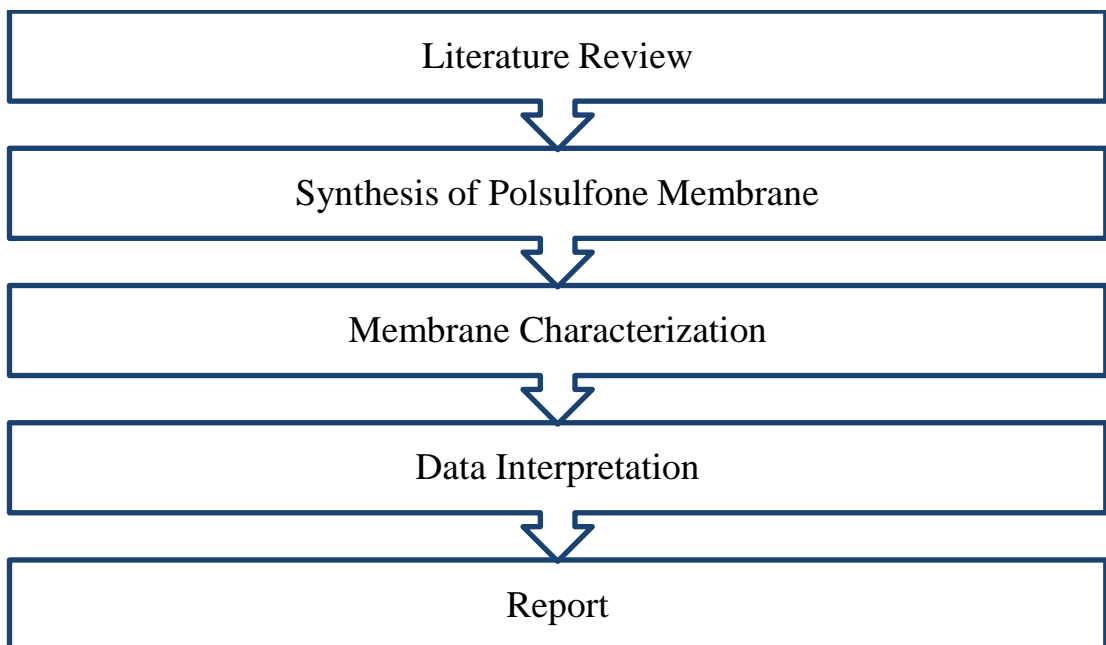 Literature Review
Synthesis of Polsulfone Membrane
Membrane Characterization
Data Interpretation
Report